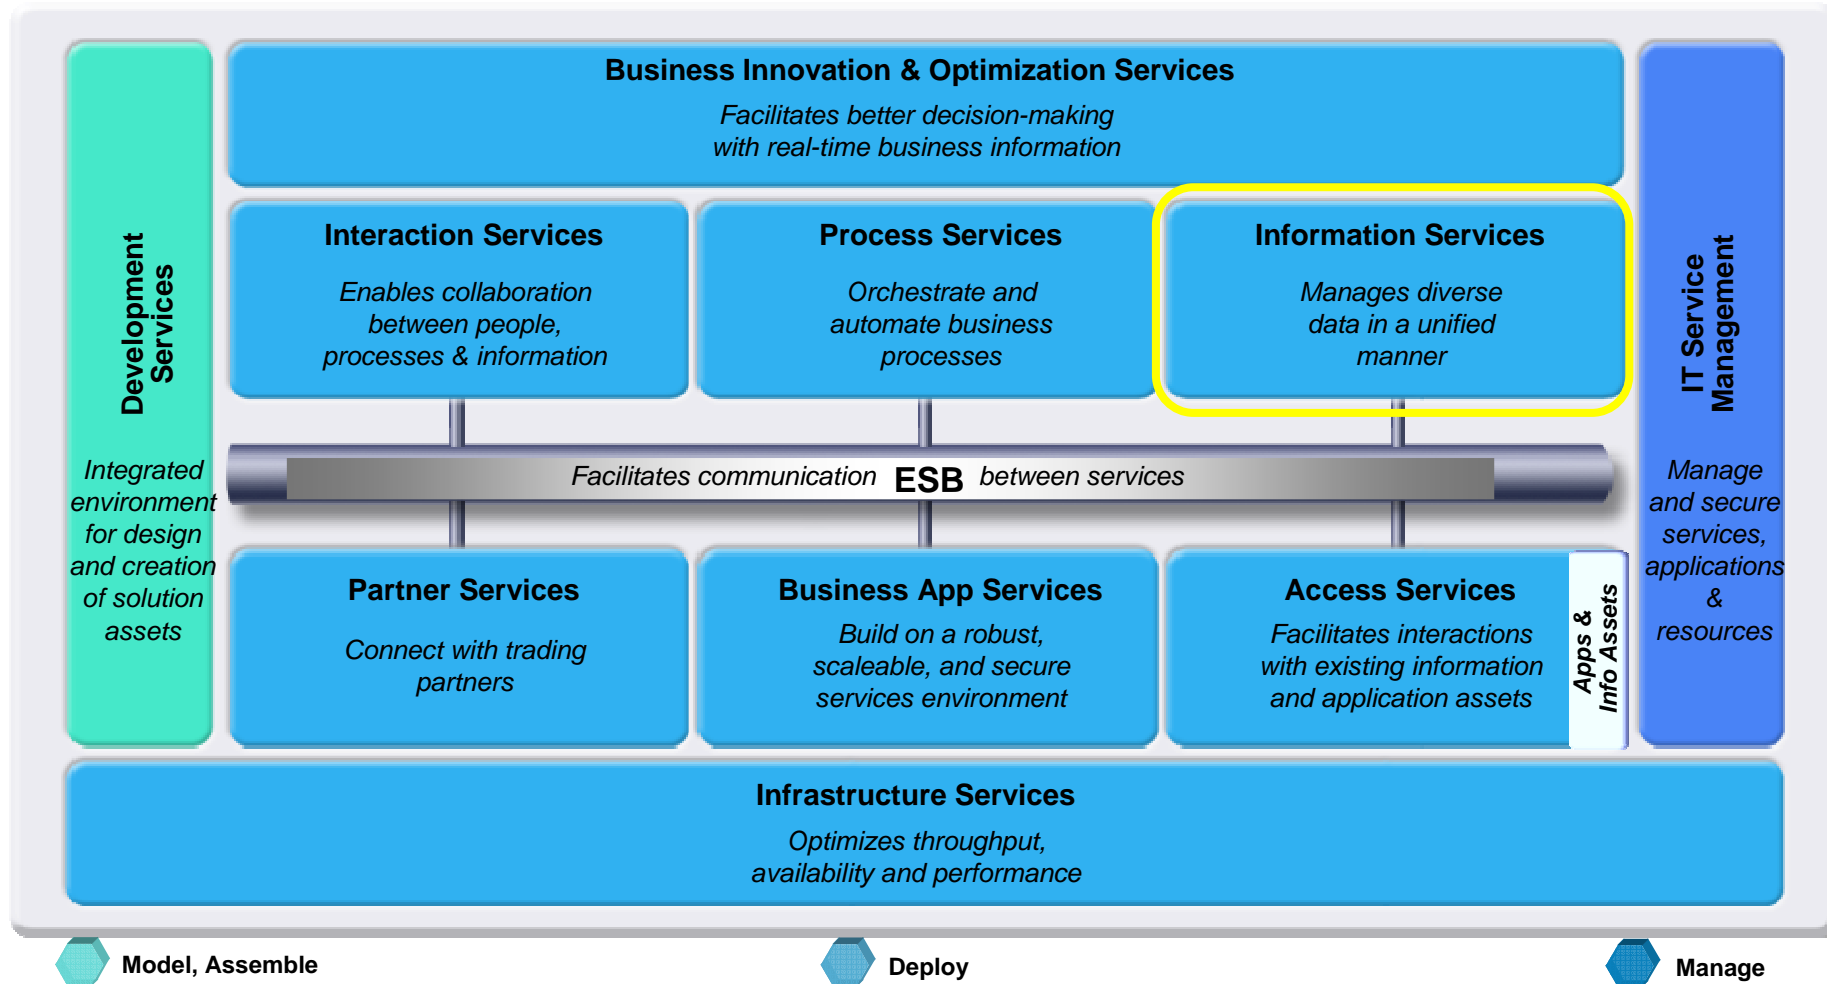 Business Innovation & Optimization Services
Facilitates better decision-making
with real-time business information
Development
Services
Integrated
environment
for design
and creation
of solution
assets
Interaction Services
Enables collaboration
between people,
processes & information
Process Services
Orchestrate and
automate business
processes
Information Services
Manages diverse
data in a unified
manner
IT Service
Management
Manage
and secure
services,
applications
&
resources
Facilitates communication ESB between services
Partner Services
Connect with trading
partners
Business App Services
Build on a robust,
scaleable, and secure
services environment
Access Services
Facilitates interactions
with existing information
and application assets
Apps &
Info Assets
Infrastructure Services
Optimizes throughput,
availability and performance
Model, Assemble
Deploy
Manage